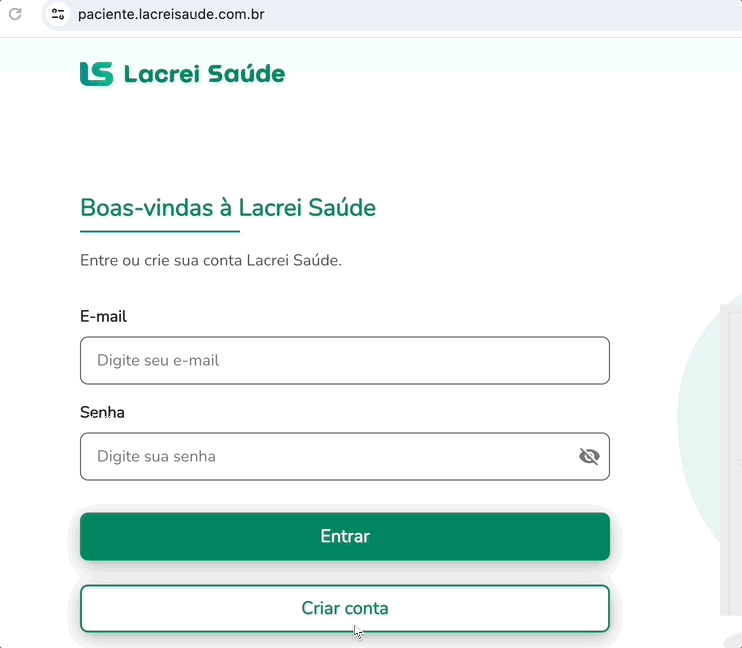 paciente.lacreisaude.com.br
Lacrei Saúde
Boas-vindas à Lacrei Saúde
Entre ou crie sua conta Lacrei Saúde.
E-mail
Digite seu e-mail
Senha
Digite sua senha
Entrar
Criar conta